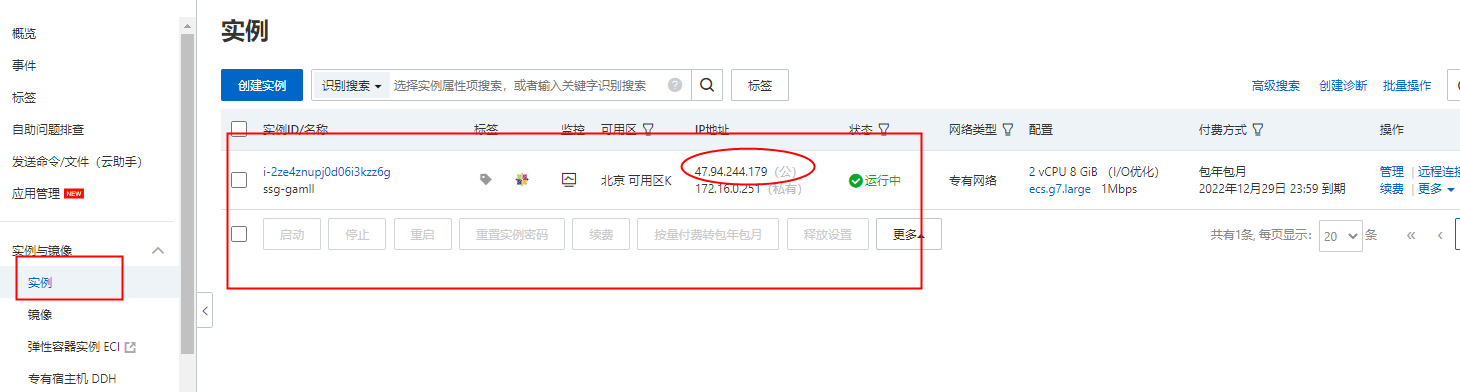 概览
事件
标签
自助问题排查
发送命令/文件（云助手）
应用管理 NEW
实例与镜像
实例
镜像
弹性容器实例 ECI
专有宿主机 DDH
实例
创建实例 识别搜索 选择实例属性项搜索，或者输入关键字识别搜索 ? 标签 高级搜索 创建诊断 批量操作
实例ID/名称 标签 监控 可用区 IP地址 状态 网络类型 配置 付费方式 操作
i-2ze4znupj0d06i3kzz6g 47.94.244.179（公） 2 vCPU 8 GiB （I/O优化） 包年包月 管理 | 远程连接
ssg-gamll 北京 可用区K 172.16.0.251（私有） 运行中 专有网络 ecs.g7.large 1Mbps 2022年12月29日 23:59 到期 续费 | 更多
启动 停止 重启 重置实例密码 续费 按量付费转包年包月 释放设置 更多 共有1条, 每页显示： 20 条 « ‹